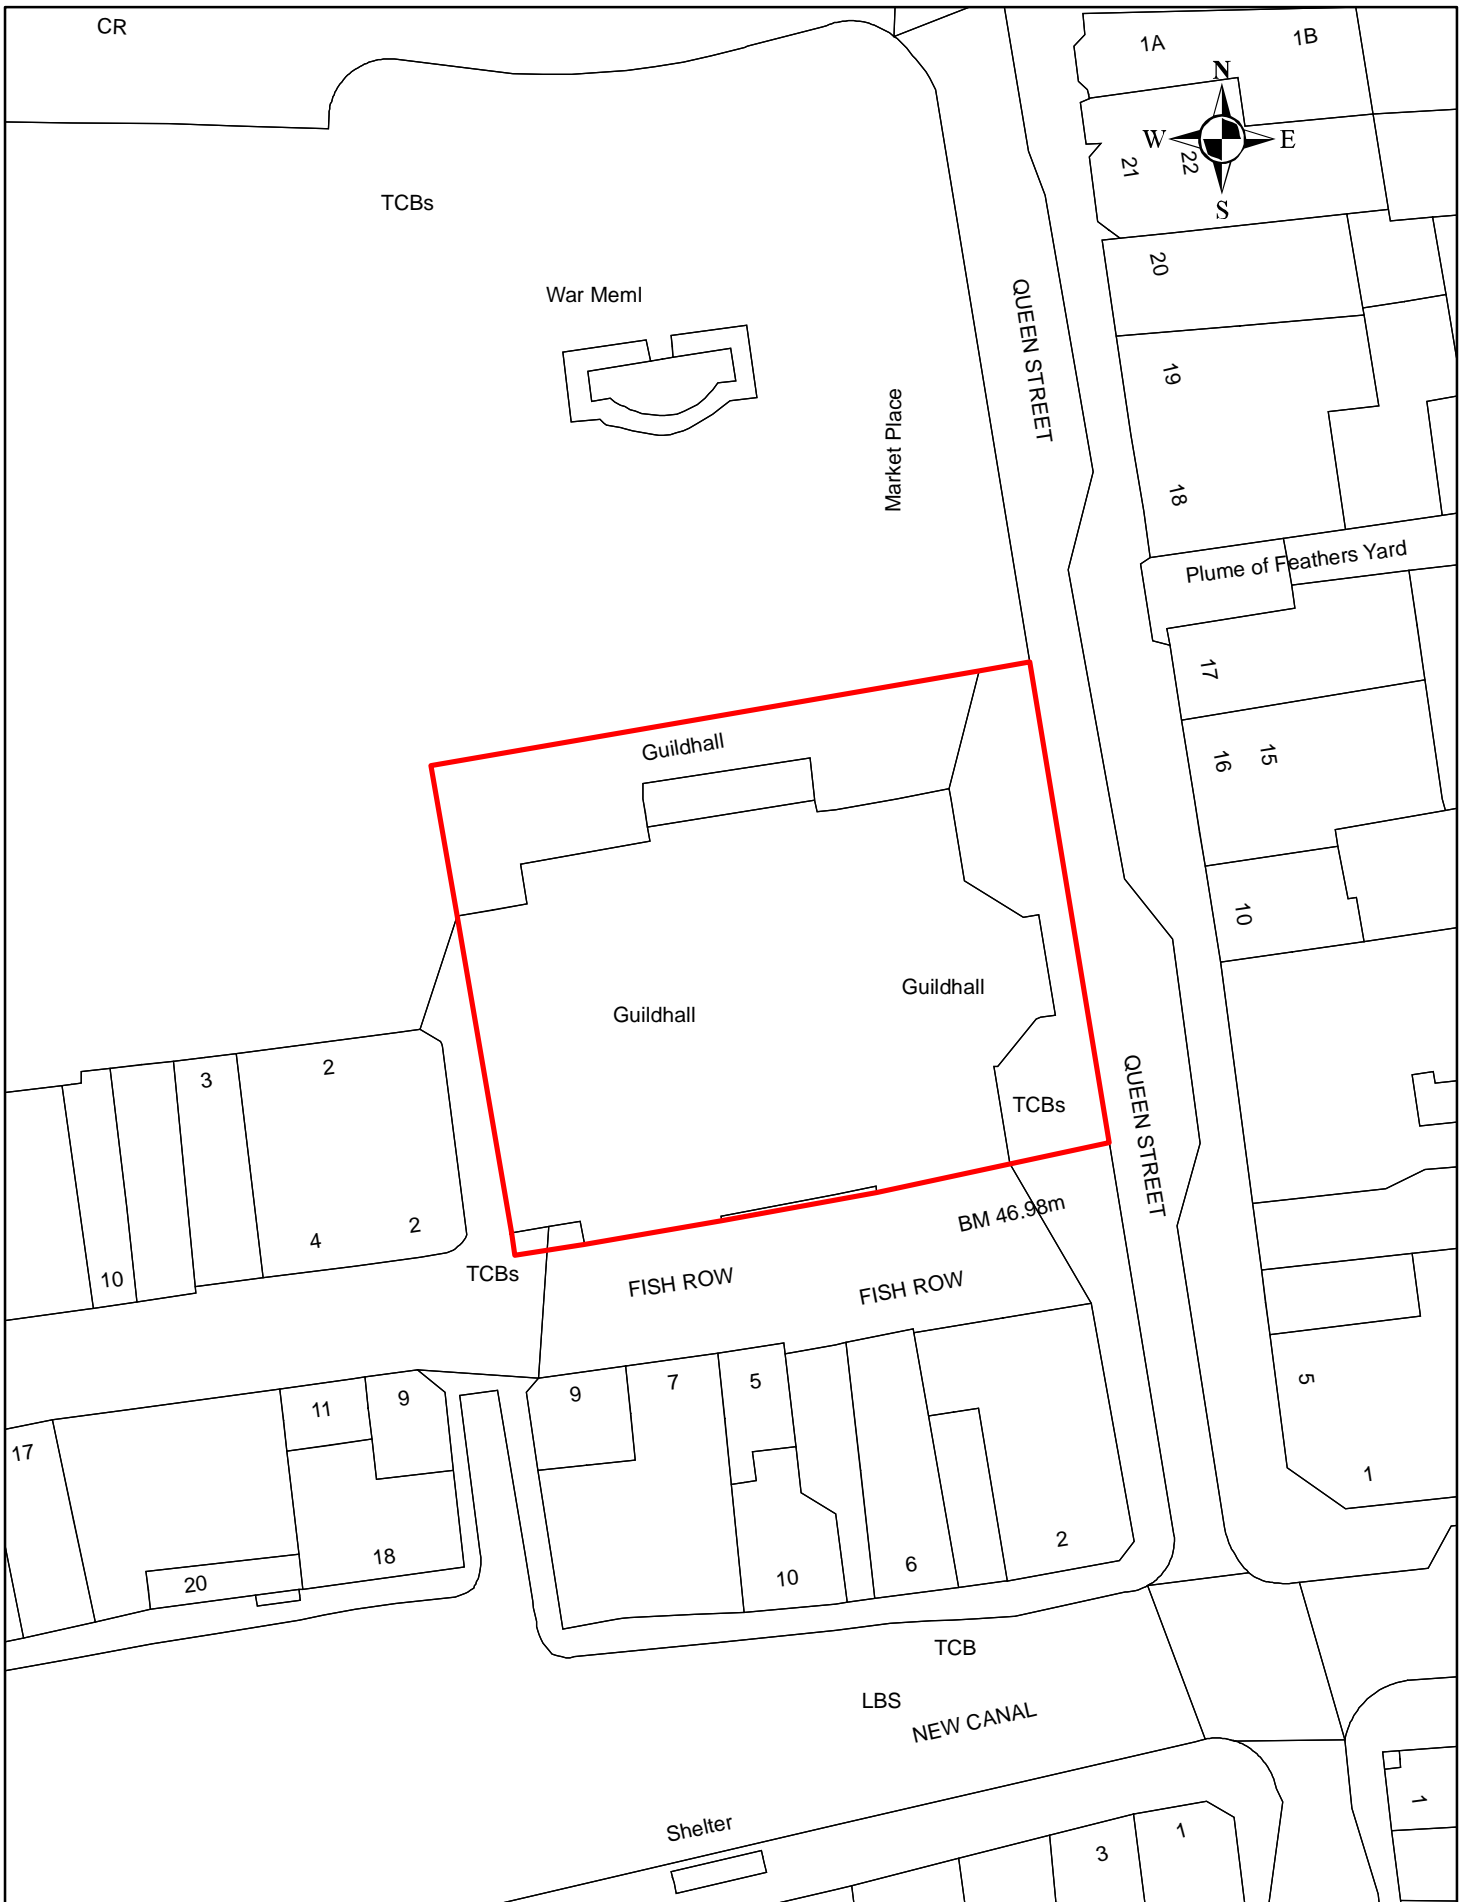 CR
1A
1B
N
W
E
S
21
22
TCBs
20
War Meml
QUEEN STREET
19
Market Place
18
Plume of Feathers Yard
17
Guildhall
16
15
10
Guildhall
Guildhall
3
2
TCBs
QUEEN STREET
BM 46.98m
2
4
10
TCBs
FISH ROW
FISH ROW
5
17
11
9
9
7
5
1
18
20
10
6
2
TCB
LBS
NEW CANAL
Shelter
3
1
1